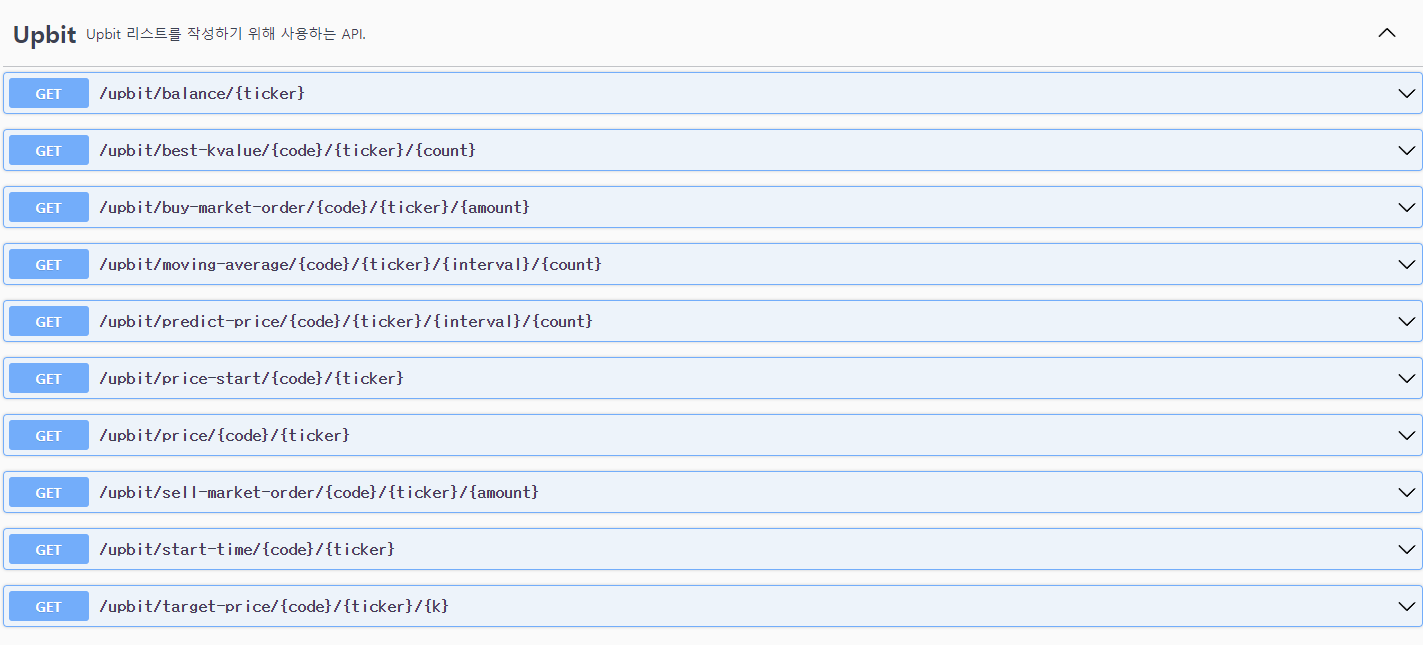 Upbit Upbit 리스트를 작성하기 위해 사용하는 API.
GET /upbit/balance/{ticker}
GET /upbit/best-kvalue/{code}/{ticker}/{count}
GET /upbit/buy-market-order/{code}/{ticker}/{amount}
GET /upbit/moving-average/{code}/{ticker}/{interval}/{count}
GET /upbit/predict-price/{code}/{ticker}/{interval}/{count}
GET /upbit/price-start/{code}/{ticker}
GET /upbit/price/{code}/{ticker}
GET /upbit/sell-market-order/{code}/{ticker}/{amount}
GET /upbit/start-time/{code}/{ticker}
GET /upbit/target-price/{code}/{ticker}/{k}